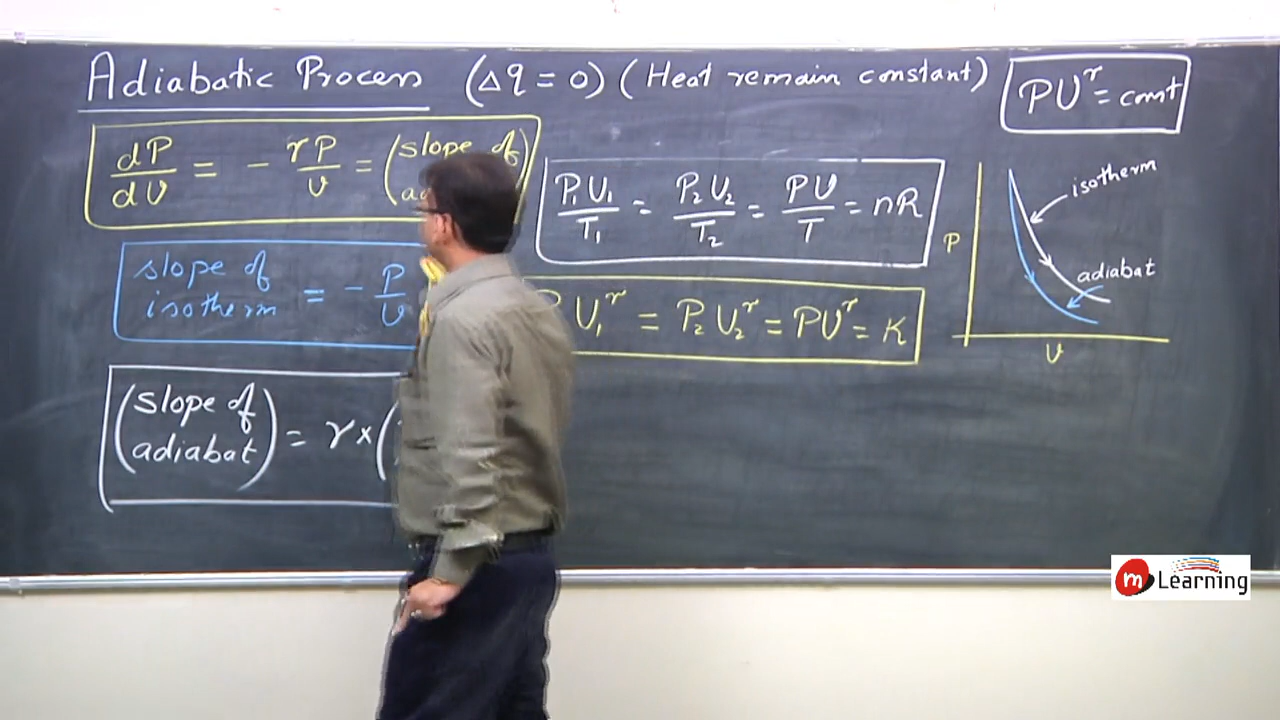 Adiabatic Process (Δq = 0) (Heat remain constant)
PV^γ = const
dP/dV = - γP/V = (slope of
P₁V₁/T₁ = P₂V₂/T₂ = PV/T = nR
isotherm
P
adiabat
V
slope of
isotherm = - P/V
V₁^γ = P₂V₂^γ = PV^γ = K
(slope of
adiabat) = γ × (
m Learning